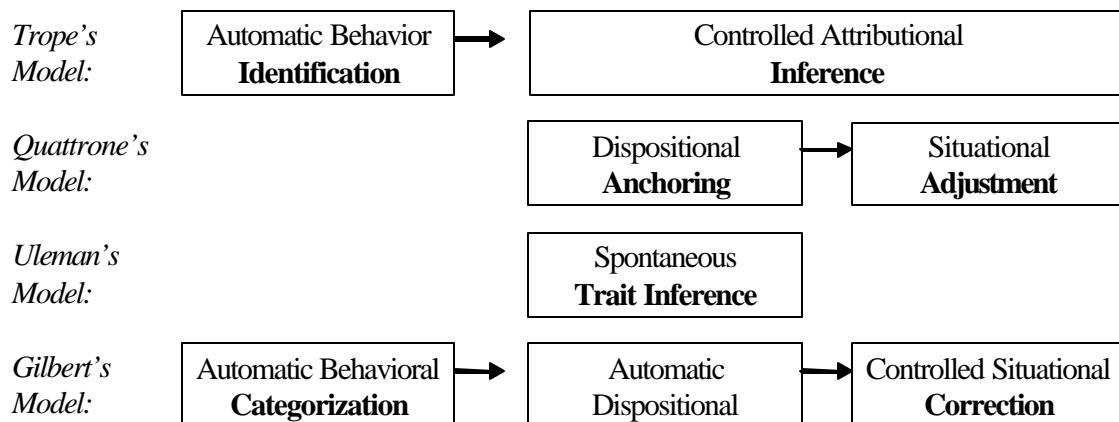 Trope’s Model:
Automatic Behavior
Identification
Controlled Attributional
Inference
Quattrone’s Model:
Dispositional
Anchoring
Situational
Adjustment
Uleman’s Model:
Spontaneous
Trait Inference
Gilbert’s Model:
Automatic Behavioral
Categorization
Automatic
Dispositional
Controlled Situational
Correction